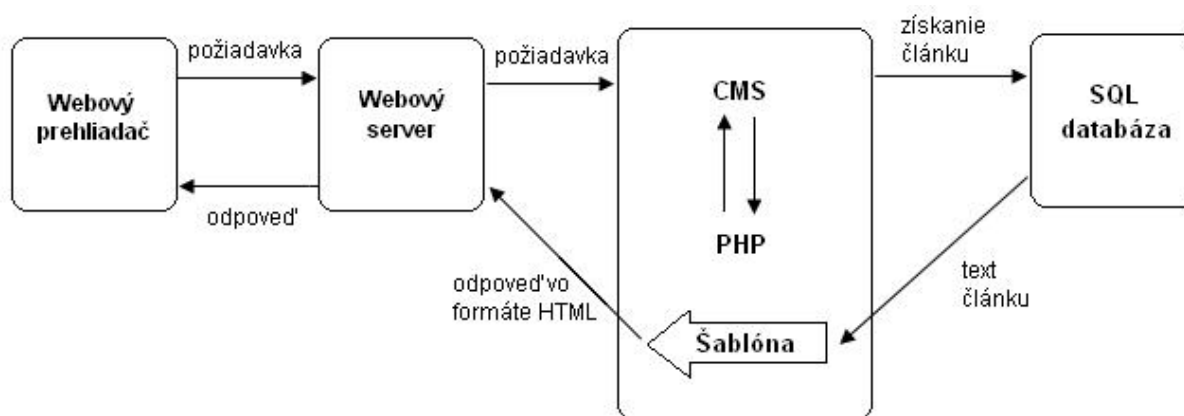 požiadavka
Webový
prehliadač
Webový
server
odpoveď
požiadavka
CMS
PHP
získanie
článku
SQL
databáza
text
článku
Šablóna
odpoveď vo
formáte HTML